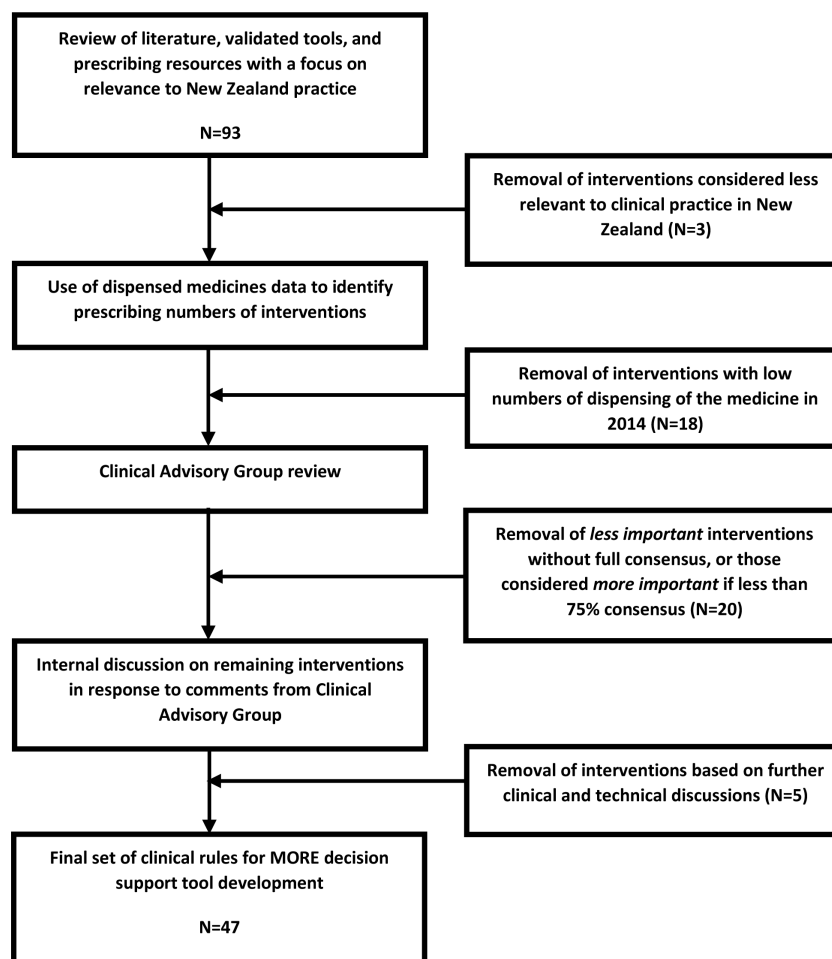 Review of literature, validated tools, and
prescribing resources with a focus on
relevance to New Zealand practice
N=93
Removal of interventions considered less
relevant to clinical practice in New
Zealand (N=3)
Use of dispensed medicines data to identify
prescribing numbers of interventions
Removal of interventions with low
numbers of dispensing of the medicine in
2014 (N=18)
Clinical Advisory Group review
Removal of less important interventions
without full consensus, or those
considered more important if less than
75% consensus (N=20)
Internal discussion on remaining interventions
in response to comments from Clinical
Advisory Group
Removal of interventions based on further
clinical and technical discussions (N=5)
Final set of clinical rules for MORE decision
support tool development
N=47